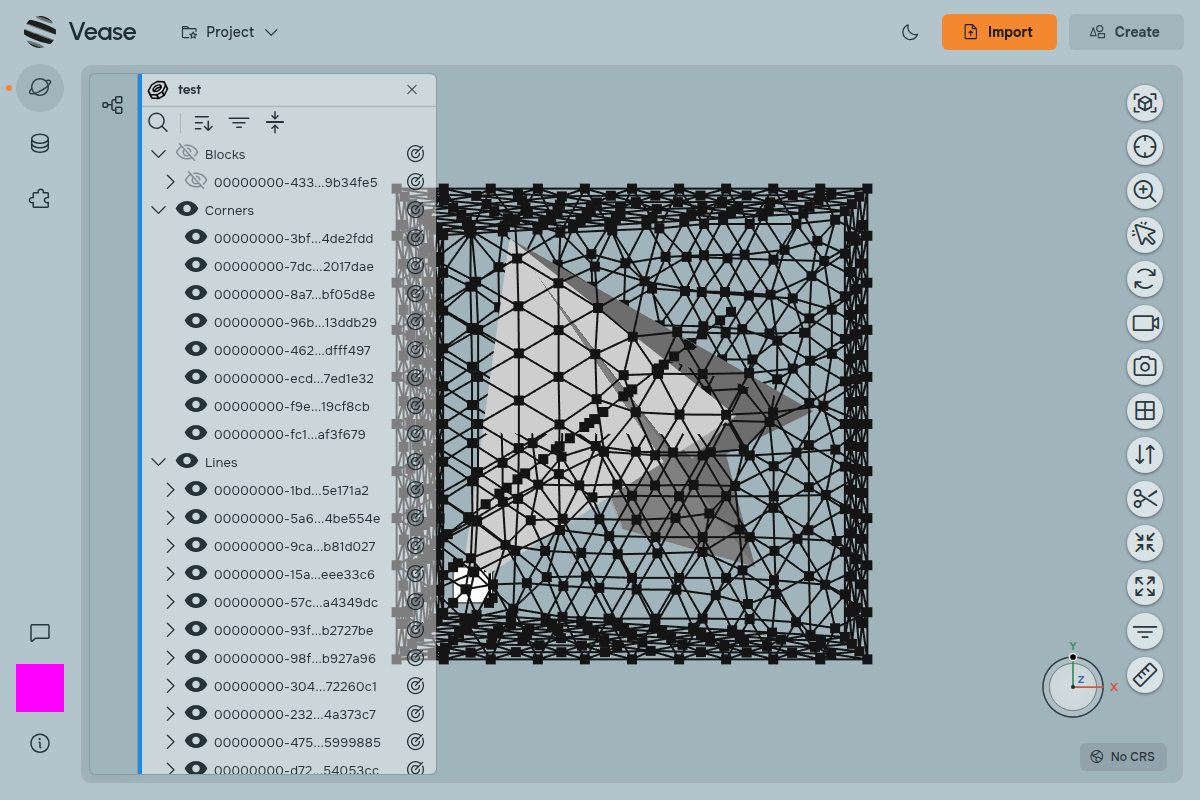 Vease
Project
Import
Create
test
Blocks
00000000-433...9b34fe5
Corners
00000000-3bf...4de2fdd
00000000-7dc...2017dae
00000000-8a7...bf05d8e
00000000-96b...13ddb29
00000000-462...dfff497
00000000-ecd...7ed1e32
00000000-f9e...19cf8cb
00000000-fc1...af3f679
Lines
00000000-1bd...5e171a2
00000000-5a6...4be554e
00000000-9ca...b81d027
00000000-15a...eee33c6
00000000-57c...a4349dc
00000000-93f...b2727be
00000000-98f...b927a96
00000000-304...72260c1
00000000-232...4a373c7
00000000-475...5999885
00000000-d72...54053cc
Y
Z
X
No CRS